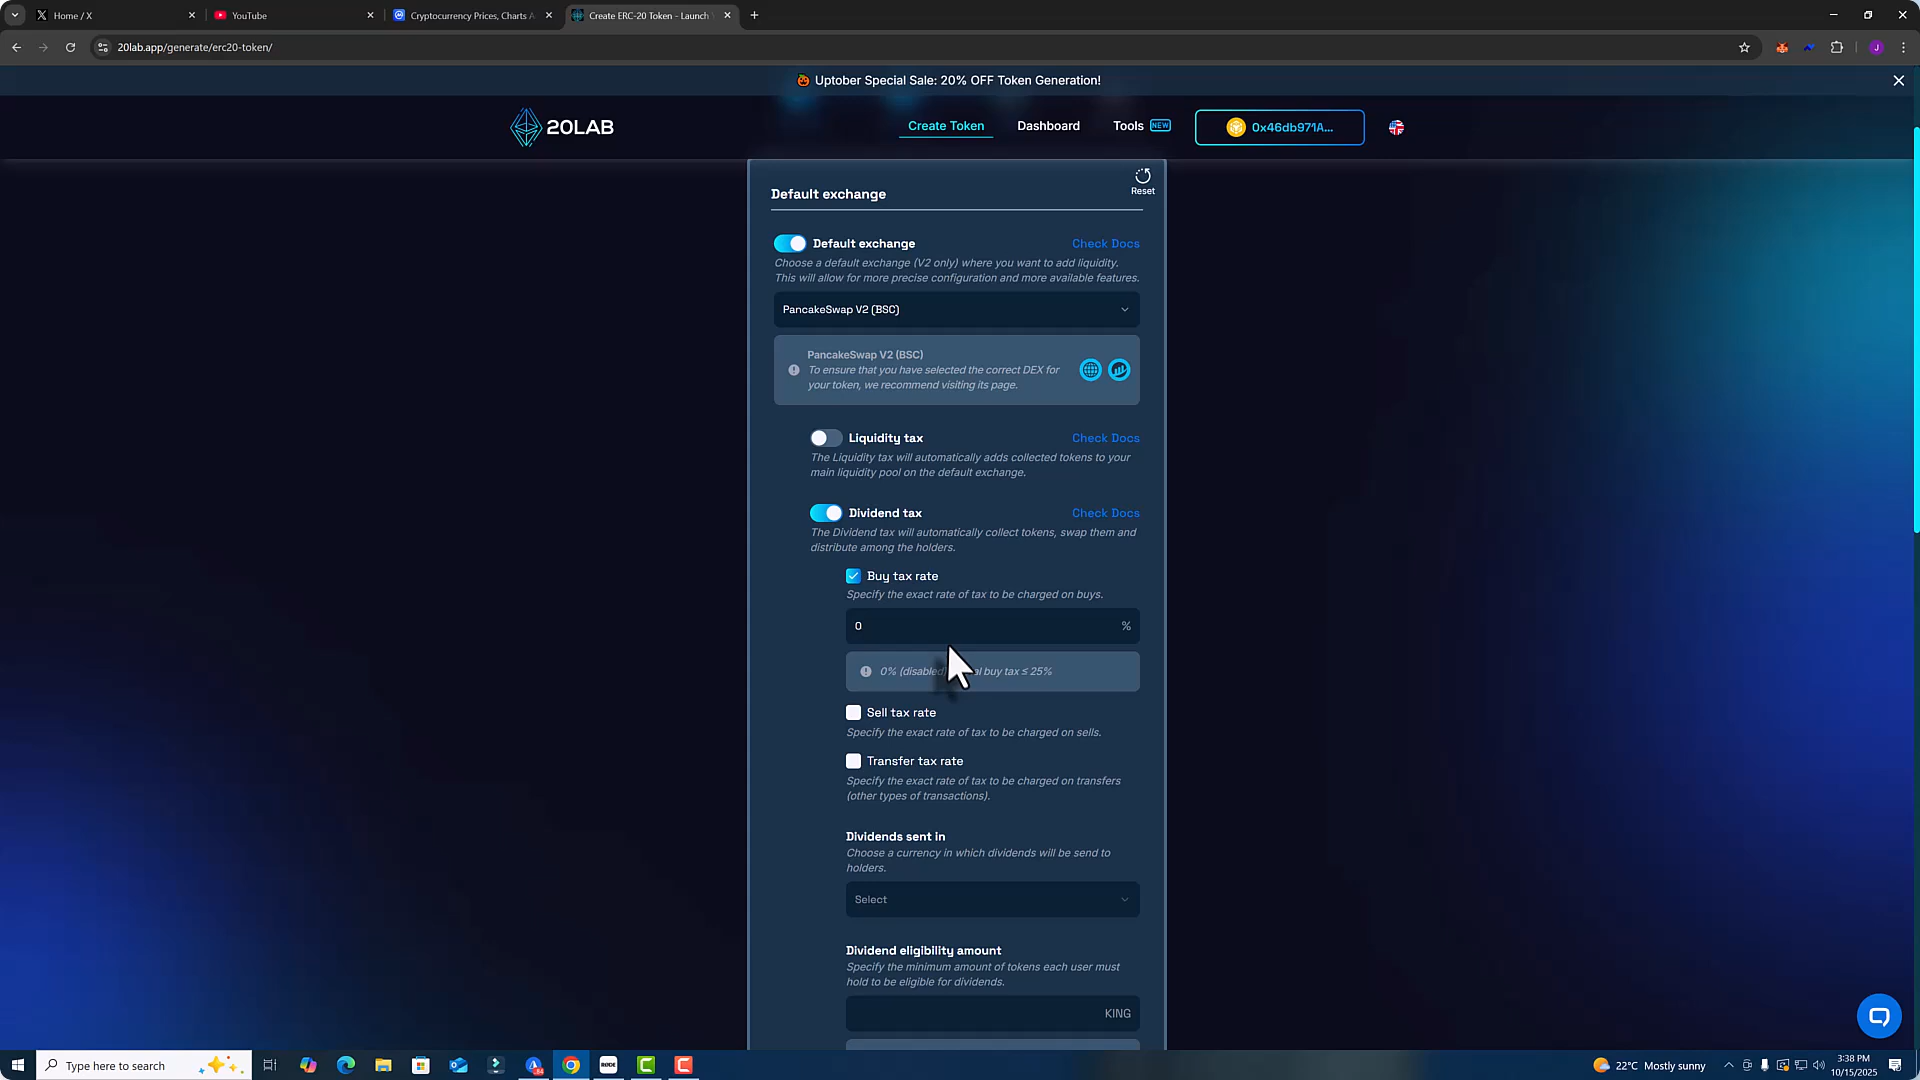 Home / X
YouTube
Cryptocurrency Prices, Charts A
Create ERC-20 Token - Launch
20lab.app/generate/erc20-token/
J
🎃 Uptober Special Sale: 20% OFF Token Generation!
20LAB
Create Token
Dashboard
Tools NEW
0x46db971A...
Default exchange
Reset
Default exchange
Check Docs
Choose a default exchange (V2 only) where you want to add liquidity.
This will allow for more precise configuration and more available features.
PancakeSwap V2 (BSC)
PancakeSwap V2 (BSC)
To ensure that you have selected the correct DEX for
your token, we recommend visiting its page.
Liquidity tax
Check Docs
The Liquidity tax will automatically adds collected tokens to your
main liquidity pool on the default exchange.
Dividend tax
Check Docs
The Dividend tax will automatically collect tokens, swap them and
distribute among the holders.
Buy tax rate
Specify the exact rate of tax to be charged on buys.
0 %
0% (disabled) buy tax ≤ 25%
Sell tax rate
Specify the exact rate of tax to be charged on sells.
Transfer tax rate
Specify the exact rate of tax to be charged on transfers
(other types of transactions).
Dividends sent in
Choose a currency in which dividends will be send to
holders.
Select
Dividend eligibility amount
Specify the minimum amount of tokens each user must
hold to be eligible for dividends.
KING
Type here to search
RØDE
22°C Mostly sunny
3:38 PM
10/15/2025